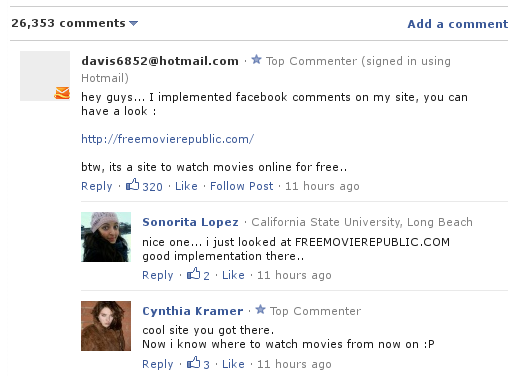 26,353 comments
Add a comment
davis6852@hotmail.com · Top Commenter (signed in using
Hotmail)
hey guys... I implemented facebook comments on my site, you can
have a look :
http://freemovierepublic.com/
btw, its a site to watch movies online for free..
Reply · 320 · Like · Follow Post · 11 hours ago
Sonorita Lopez · California State University, Long Beach
nice one... i just looked at FREEMOVIEREPUBLIC.COM
good implementation there..
Reply · 2 · Like · 11 hours ago
Cynthia Kramer · Top Commenter
cool site you got there.
Now i know where to watch movies from now on :P
Reply · 3 · Like · 11 hours ago